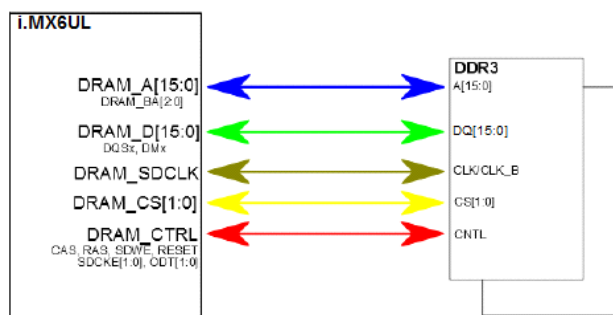 i.MX6UL
DRAM_A[15:0]
DRAM_BA[2:0]
DRAM_D[15:0]
DQSx, DMx
DRAM_SDCLK
DRAM_CS[1:0]
DRAM_CTRL
CAS, RAS, SDWE, RESET
SDCKE[1:0], ODT[1:0]
DDR3
A[15:0]
DQ[15:0]
CLK/CLK_B
CS[1:0]
CNTL